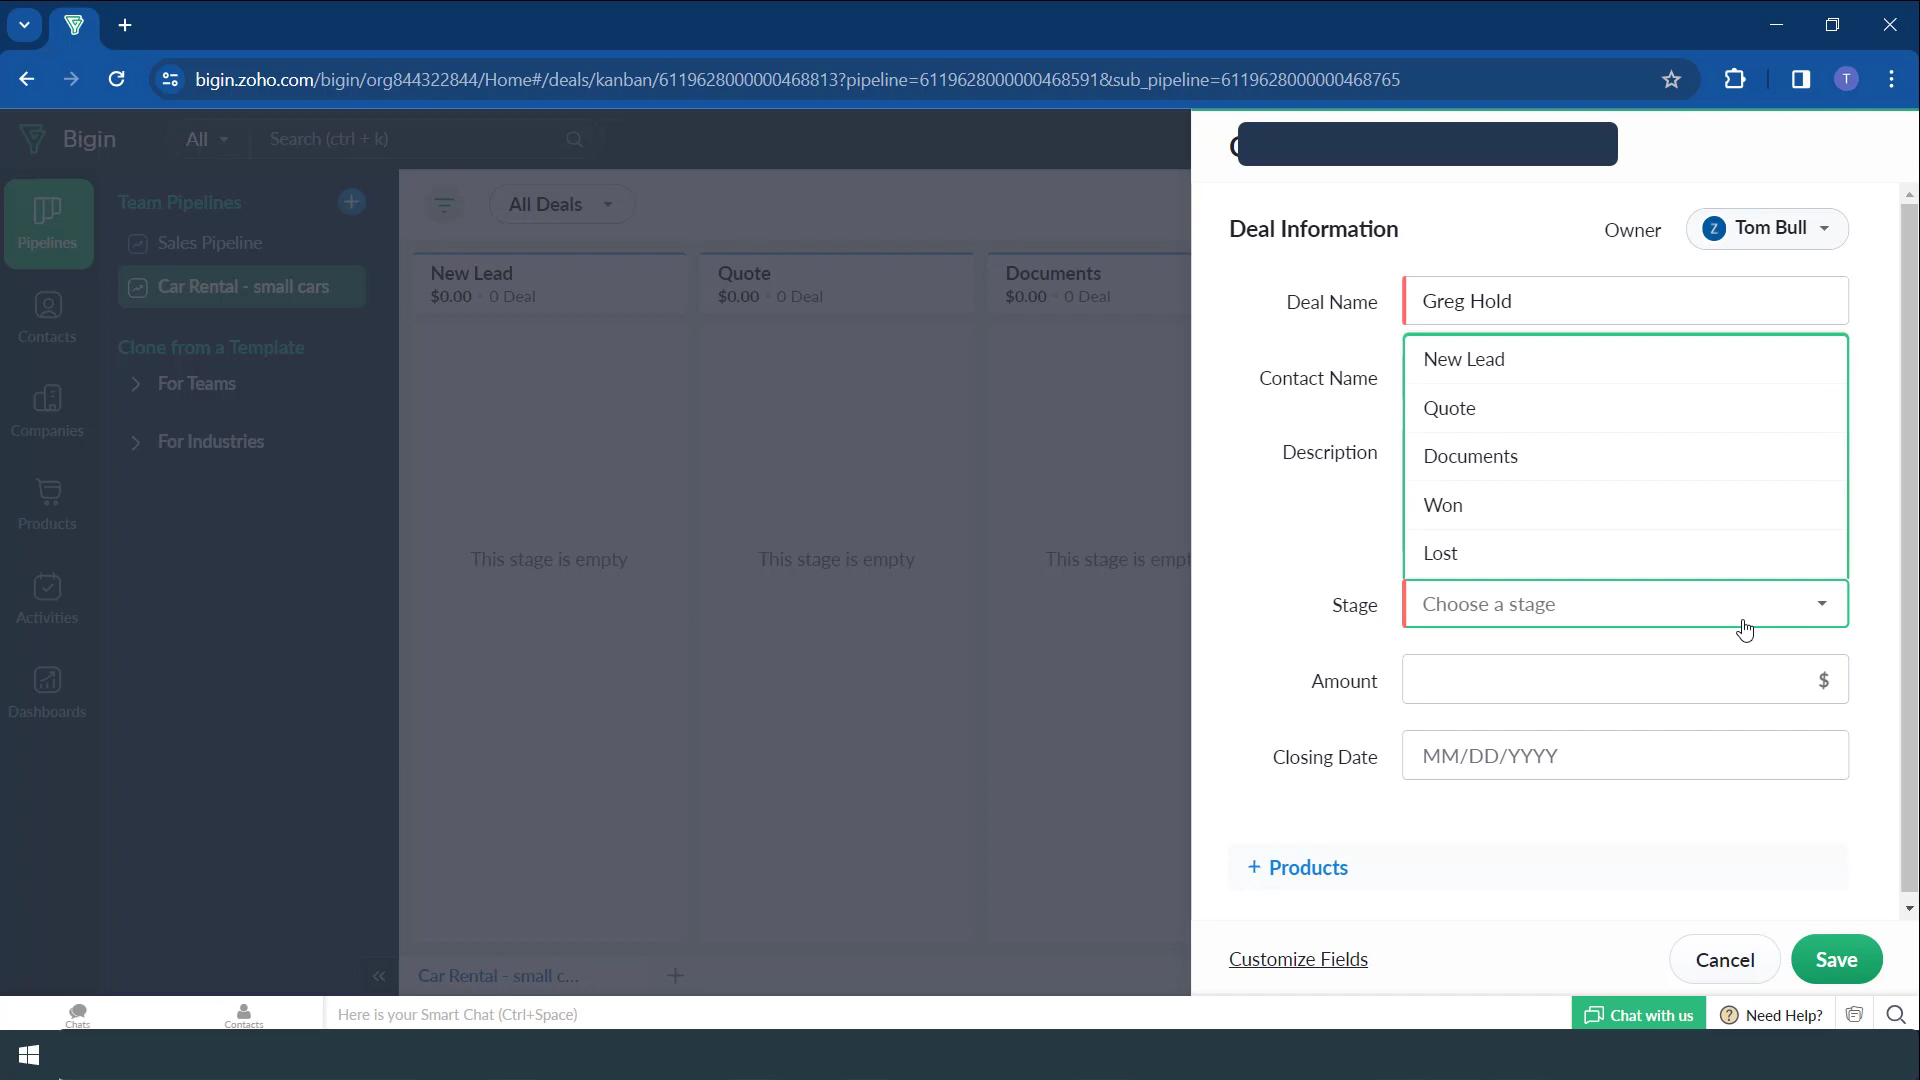 bigin.zoho.com/bigin/org844322844/Home#/deals/kanban/6119628000000468813?pipeline=6119628000000468591&sub_pipeline=6119628000000468765
T
Bigin
All
Search (ctrl + k)
Pipelines
Contacts
Companies
Products
Activities
Dashboards
Team Pipelines
Sales Pipeline
Car Rental - small cars
Clone from a Template
For Teams
For Industries
All Deals
New Lead
$0.00 • 0 Deal
Quote
$0.00 • 0 Deal
Documents
$0.00 • 0 Deal
This stage is empty
This stage is empty
This stage is empt
Car Rental - small c...
Deal Information
Owner
Z
Tom Bull
Deal Name
Greg Hold
Contact Name
Description
New Lead
Quote
Documents
Won
Lost
Stage
Choose a stage
Amount
$
Closing Date
MM/DD/YYYY
+ Products
Customize Fields
Cancel
Save
Chats
Contacts
Here is your Smart Chat (Ctrl+Space)
Chat with us
? Need Help?